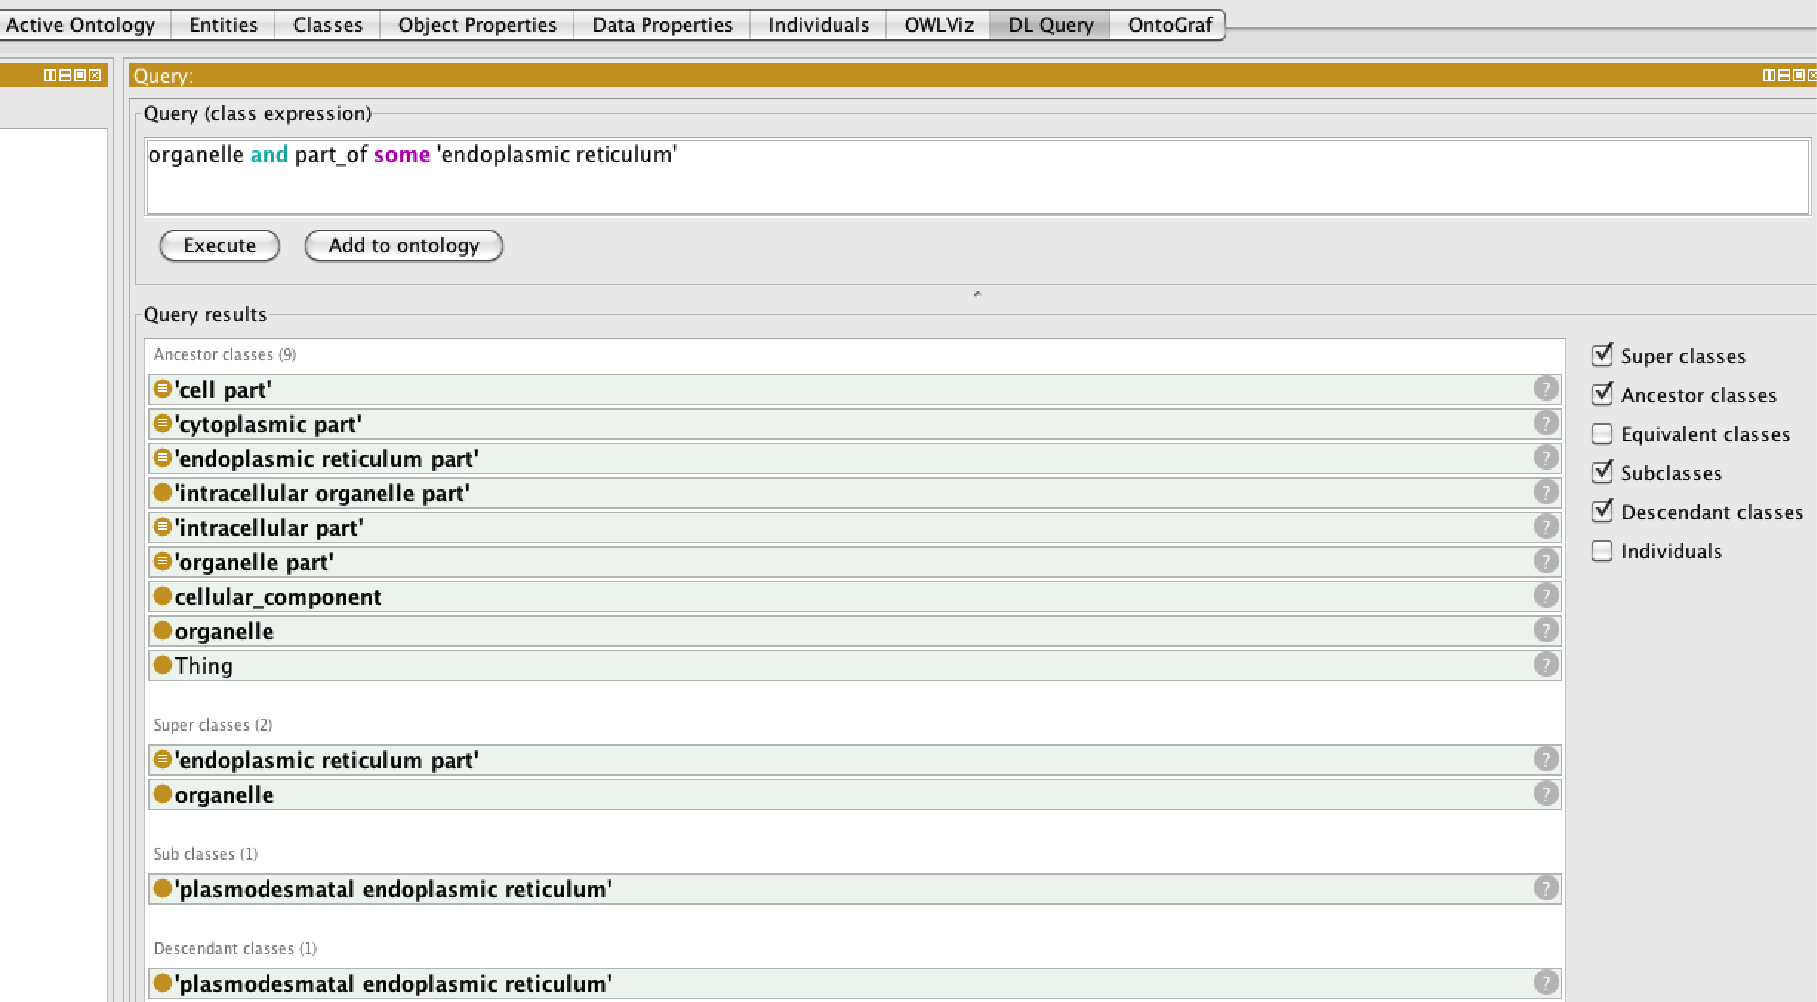 Active Ontology Entities Classes Object Properties Data Properties Individuals OWLViz DL Query OntoGraf
Query:
Query (class expression)
organelle and part_of some 'endoplasmic reticulum'
Execute Add to ontology
Query results
Ancestor classes (9)
'cell part' ?
'cytoplasmic part' ?
'endoplasmic reticulum part' ?
'intracellular organelle part' ?
'intracellular part' ?
'organelle part' ?
cellular_component ?
organelle ?
Thing ?
Super classes (2)
'endoplasmic reticulum part' ?
organelle ?
Sub classes (1)
'plasmodesmatal endoplasmic reticulum' ?
Descendant classes (1)
'plasmodesmatal endoplasmic reticulum' ?
Super classes
Ancestor classes
Equivalent classes
Subclasses
Descendant classes
Individuals